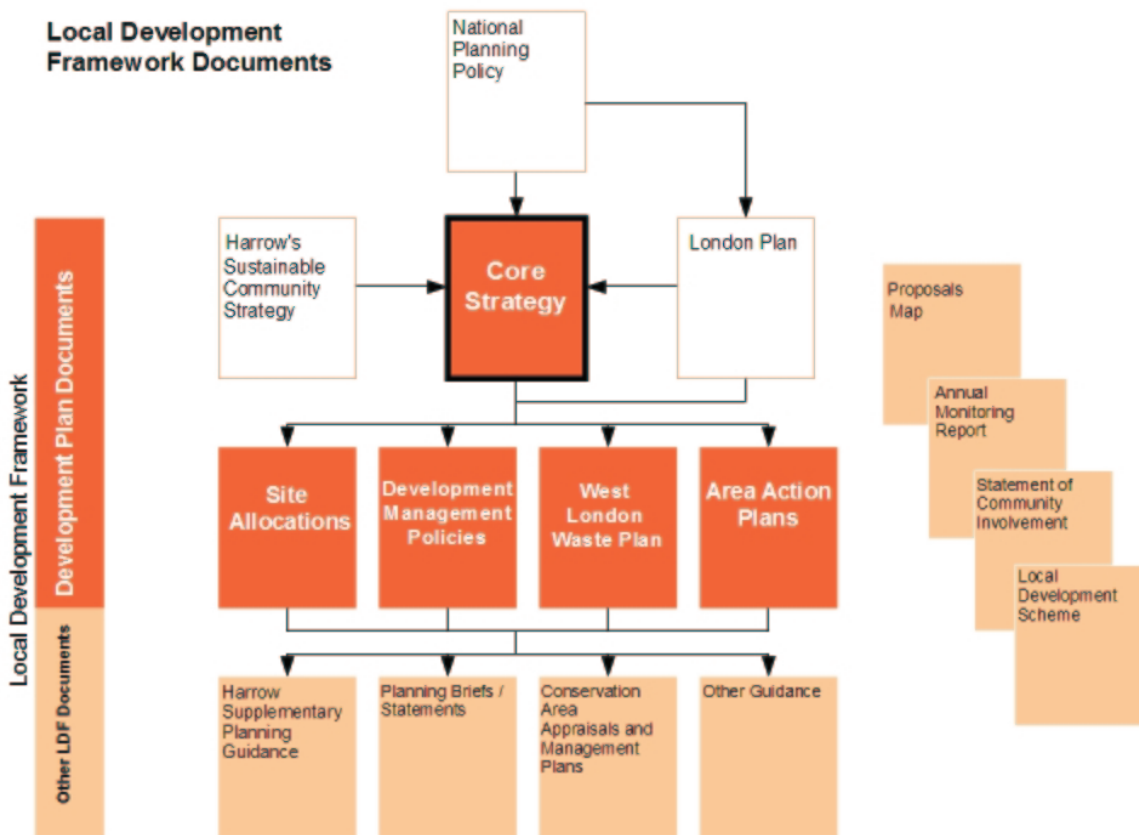 Local Development
Framework Documents
National
Planning
Policy
Harrow's
Sustainable
Community
Strategy
Core
Strategy
London Plan
Site
Allocations
Development
Management
Policies
West
London
Waste Plan
Area Action
Plans
Harrow
Supplementary
Planning
Guidance
Planning Briefs /
Statements
Conservation
Area
Appraisals and
Management
Plans
Other Guidance
Proposals
Map
Annual
Monitoring
Report
Statement of
Community
Involvement
Local
Development
Scheme
Local Development Framework
Development Plan Documents
Other LDF Documents